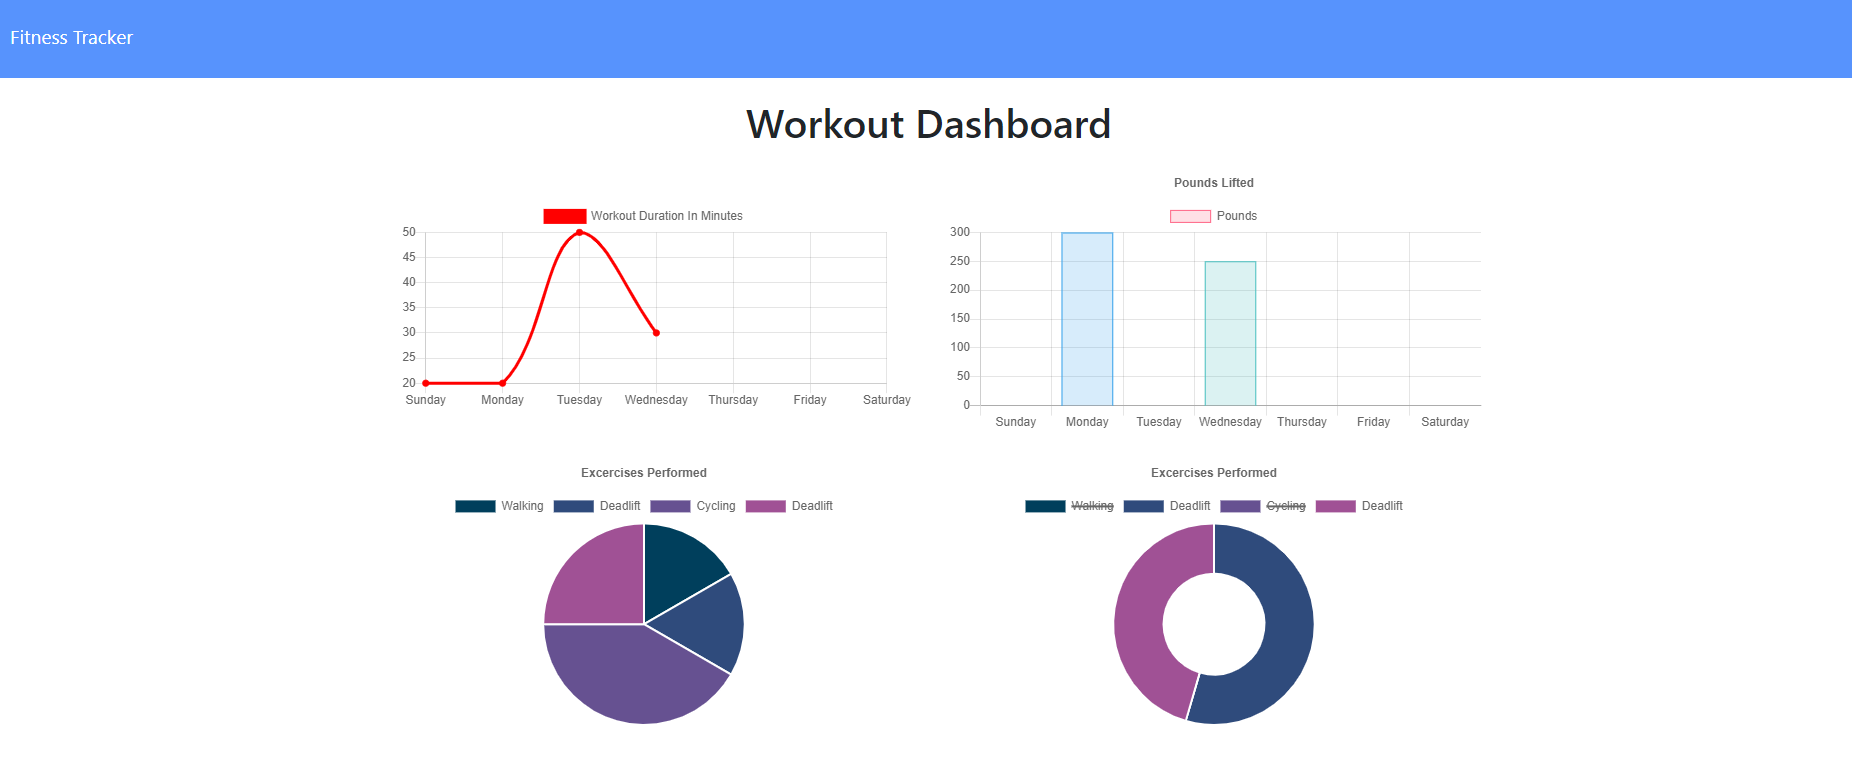 Fitness Tracker
Workout Dashboard
Workout Duration In Minutes
50
45
40
35
30
25
20
Sunday Monday Tuesday Wednesday Thursday Friday Saturday
Pounds Lifted
Pounds
300
250
200
150
100
50
0
Sunday Monday Tuesday Wednesday Thursday Friday Saturday
Excercises Performed
Walking Deadlift Cycling Deadlift
Excercises Performed
Walking Deadlift Cycling Deadlift